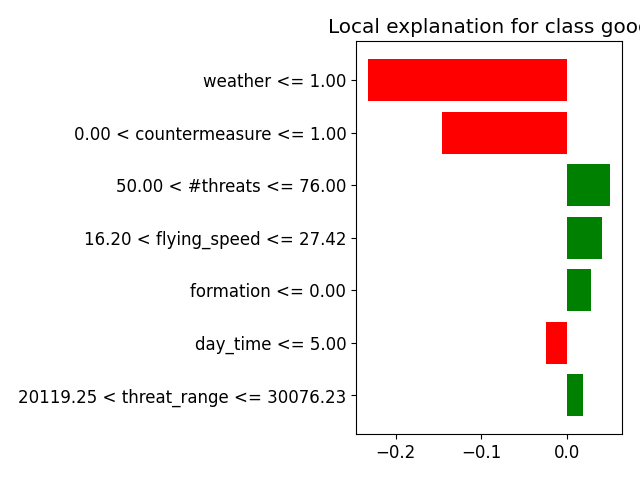 Local explanation for class goo
weather <= 1.00
0.00 < countermeasure <= 1.00
50.00 < #threats <= 76.00
16.20 < flying_speed <= 27.42
formation <= 0.00
day_time <= 5.00
20119.25 < threat_range <= 30076.23
−0.2 −0.1 0.0